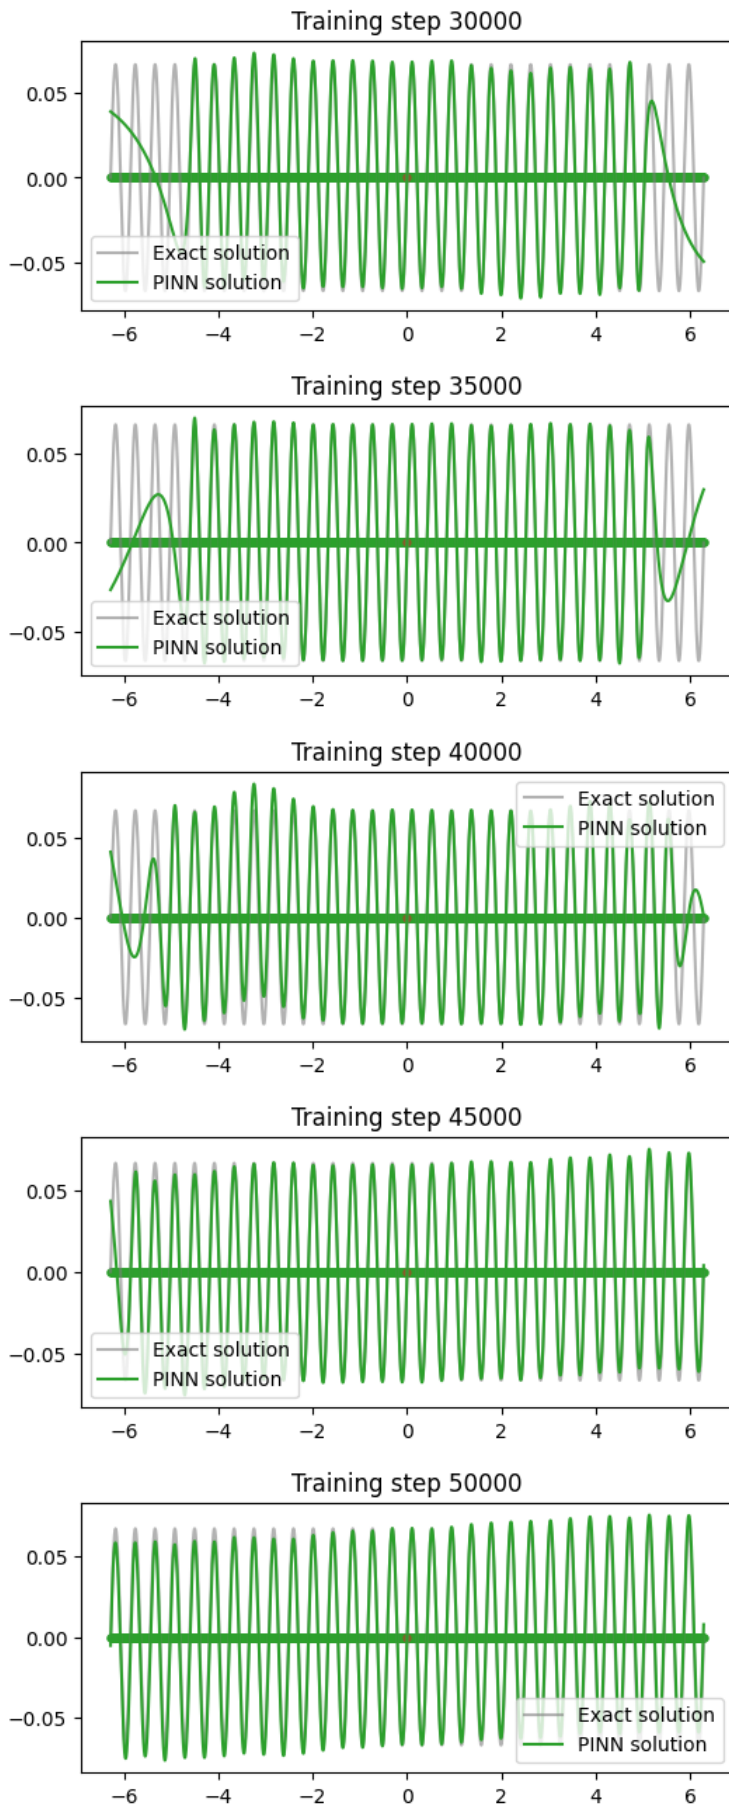 Training step 30000
0.05
0.00
−0.05
Exact solution
PINN solution
−6 −4 −2 0 2 4 6
Training step 35000
0.05
0.00
−0.05
Exact solution
PINN solution
−6 −4 −2 0 2 4 6
Training step 40000
Exact solution
PINN solution
0.05
0.00
−0.05
−6 −4 −2 0 2 4 6
Training step 45000
0.05
0.00
−0.05
Exact solution
PINN solution
−6 −4 −2 0 2 4 6
Training step 50000
0.05
0.00
−0.05
Exact solution
PINN solution
−6 −4 −2 0 2 4 6